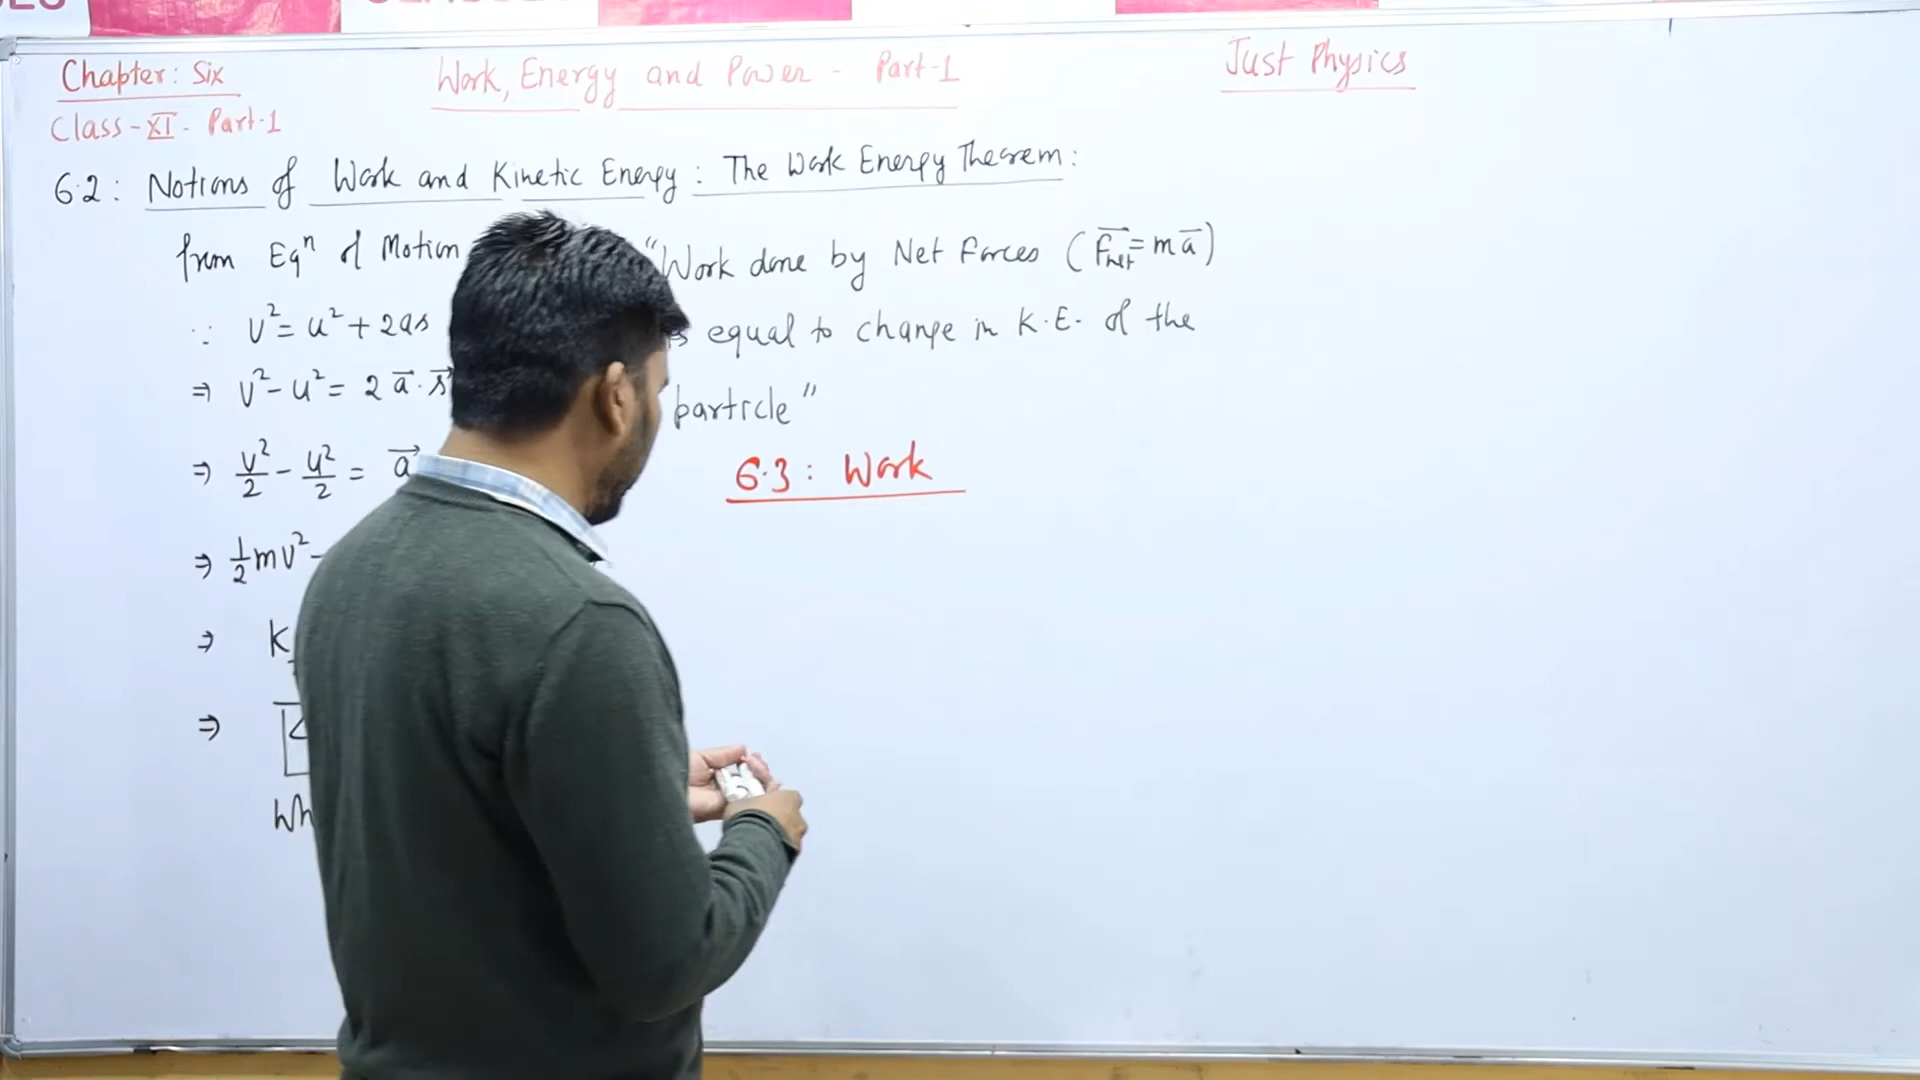 Chapter: Six
Work, Energy and Power - Part-1
Just Physics
Class-XI- Part-1
6.2: Notions of Work and Kinetic Energy: The Work Energy Theorem:
from Eqⁿ of Motion
∵ v² = u² + 2as
⇒ v² - u² = 2 a⃗ · s⃗
⇒ v²/2 - u²/2 = a⃗
⇒ ½mv² -
⇒ K
⇒
Wh
"Work done by Net Forces (F⃗net = m a⃗)
equal to change in K.E. of the
particle"
6.3: Work